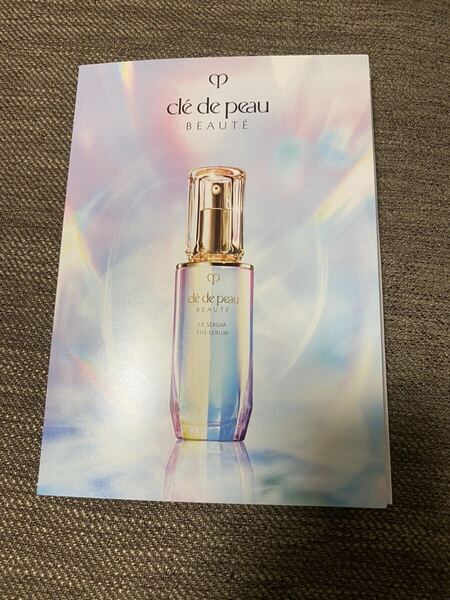 clé de peau
BEAUTÉ
clé de peau
BEAUTÉ
LE SÉRUM
THE SERUM